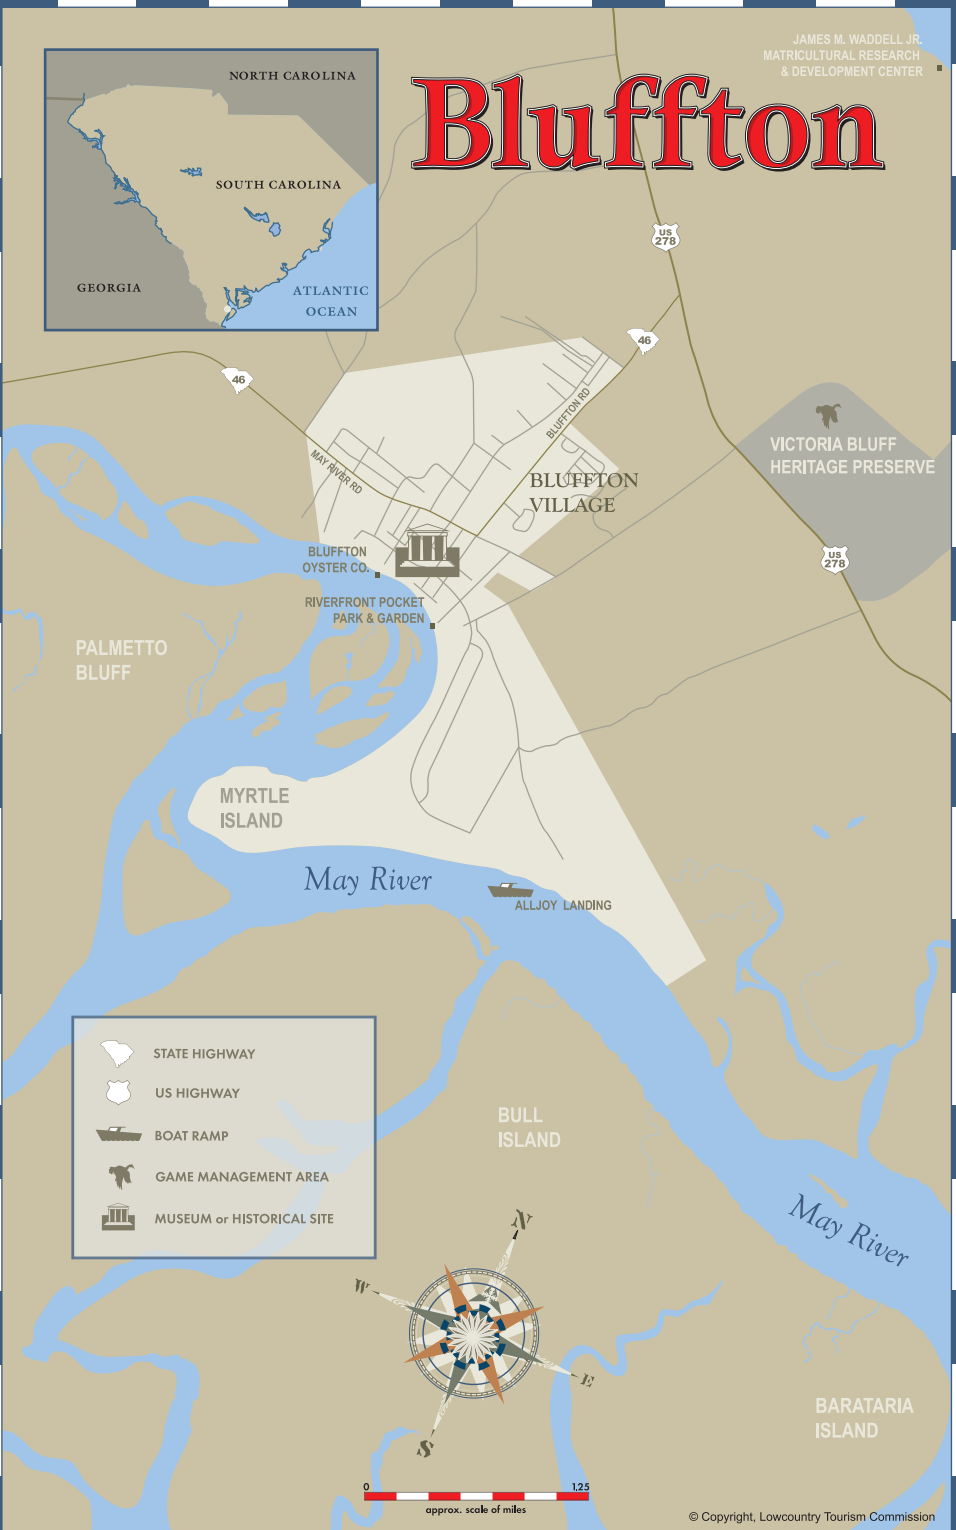 JAMES M. WADDELL JR.
MATRICULTURAL RESEARCH
& DEVELOPMENT CENTER
Bluffton
NORTH CAROLINA
SOUTH CAROLINA
GEORGIA
ATLANTIC
OCEAN
US
278
46
46
BLUFFTON RD
MAY RIVER RD
VICTORIA BLUFF
HERITAGE PRESERVE
BLUFFTON
VILLAGE
US
278
BLUFFTON
OYSTER CO.
RIVERFRONT POCKET
PARK & GARDEN
PALMETTO
BLUFF
MYRTLE
ISLAND
May River
ALLJOY LANDING
STATE HIGHWAY
US HIGHWAY
BOAT RAMP
GAME MANAGEMENT AREA
MUSEUM or HISTORICAL SITE
BULL
ISLAND
May River
N
W
E
S
BARATARIA
ISLAND
0 1.25
approx. scale of miles
© Copyright, Lowcountry Tourism Commission